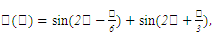 □(□) = sin(2□ − □/6) + sin(2□ + □/3),